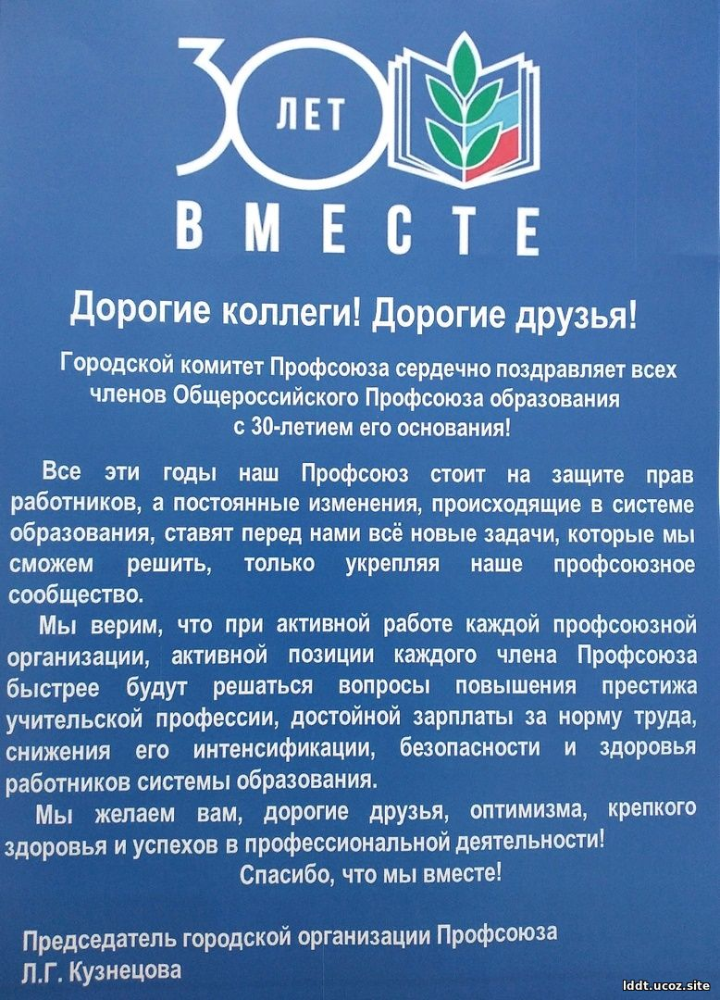 30 ЛЕТ
ВМЕСТЕ
Дорогие коллеги! Дорогие друзья!
Городской комитет Профсоюза сердечно поздравляет всех
членов Общероссийского Профсоюза образования
с 30-летием его основания!
Все эти годы наш Профсоюз стоит на защите прав
работников, а постоянные изменения, происходящие в системе
образования, ставят перед нами всё новые задачи, которые мы
сможем решить, только укрепляя наше профсоюзное
сообщество.
Мы верим, что при активной работе каждой профсоюзной
организации, активной позиции каждого члена Профсоюза
быстрее будут решаться вопросы повышения престижа
учительской профессии, достойной зарплаты за норму труда,
снижения его интенсификации, безопасности и здоровья
работников системы образования.
Мы желаем вам, дорогие друзья, оптимизма, крепкого
здоровья и успехов в профессиональной деятельности!
Спасибо, что мы вместе!
Председатель городской организации Профсоюза
Л.Г. Кузнецова
lddt.ucoz.site